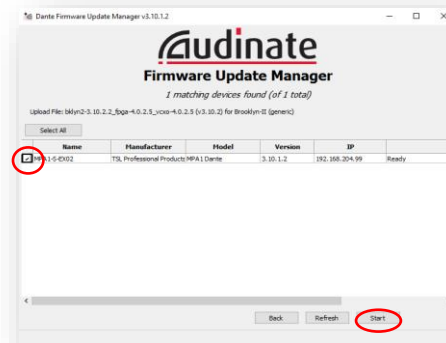 Dante Firmware Update Manager v3.10.1.2
Audinate
Firmware Update Manager
1 matching devices found (of 1 total)
Upload File: bklyn2-3.10.2.2_fpga-4.0.2.5_vcxo-4.0.2.5 (v3.10.2) for Brooklyn-II (generic)
Select All
Name Manufacturer Model Version IP
MPA1-S-EX02 TSL Professional Products MPA1 Dante 3.10.1.2 192.168.204.99 Ready
Back Refresh Start